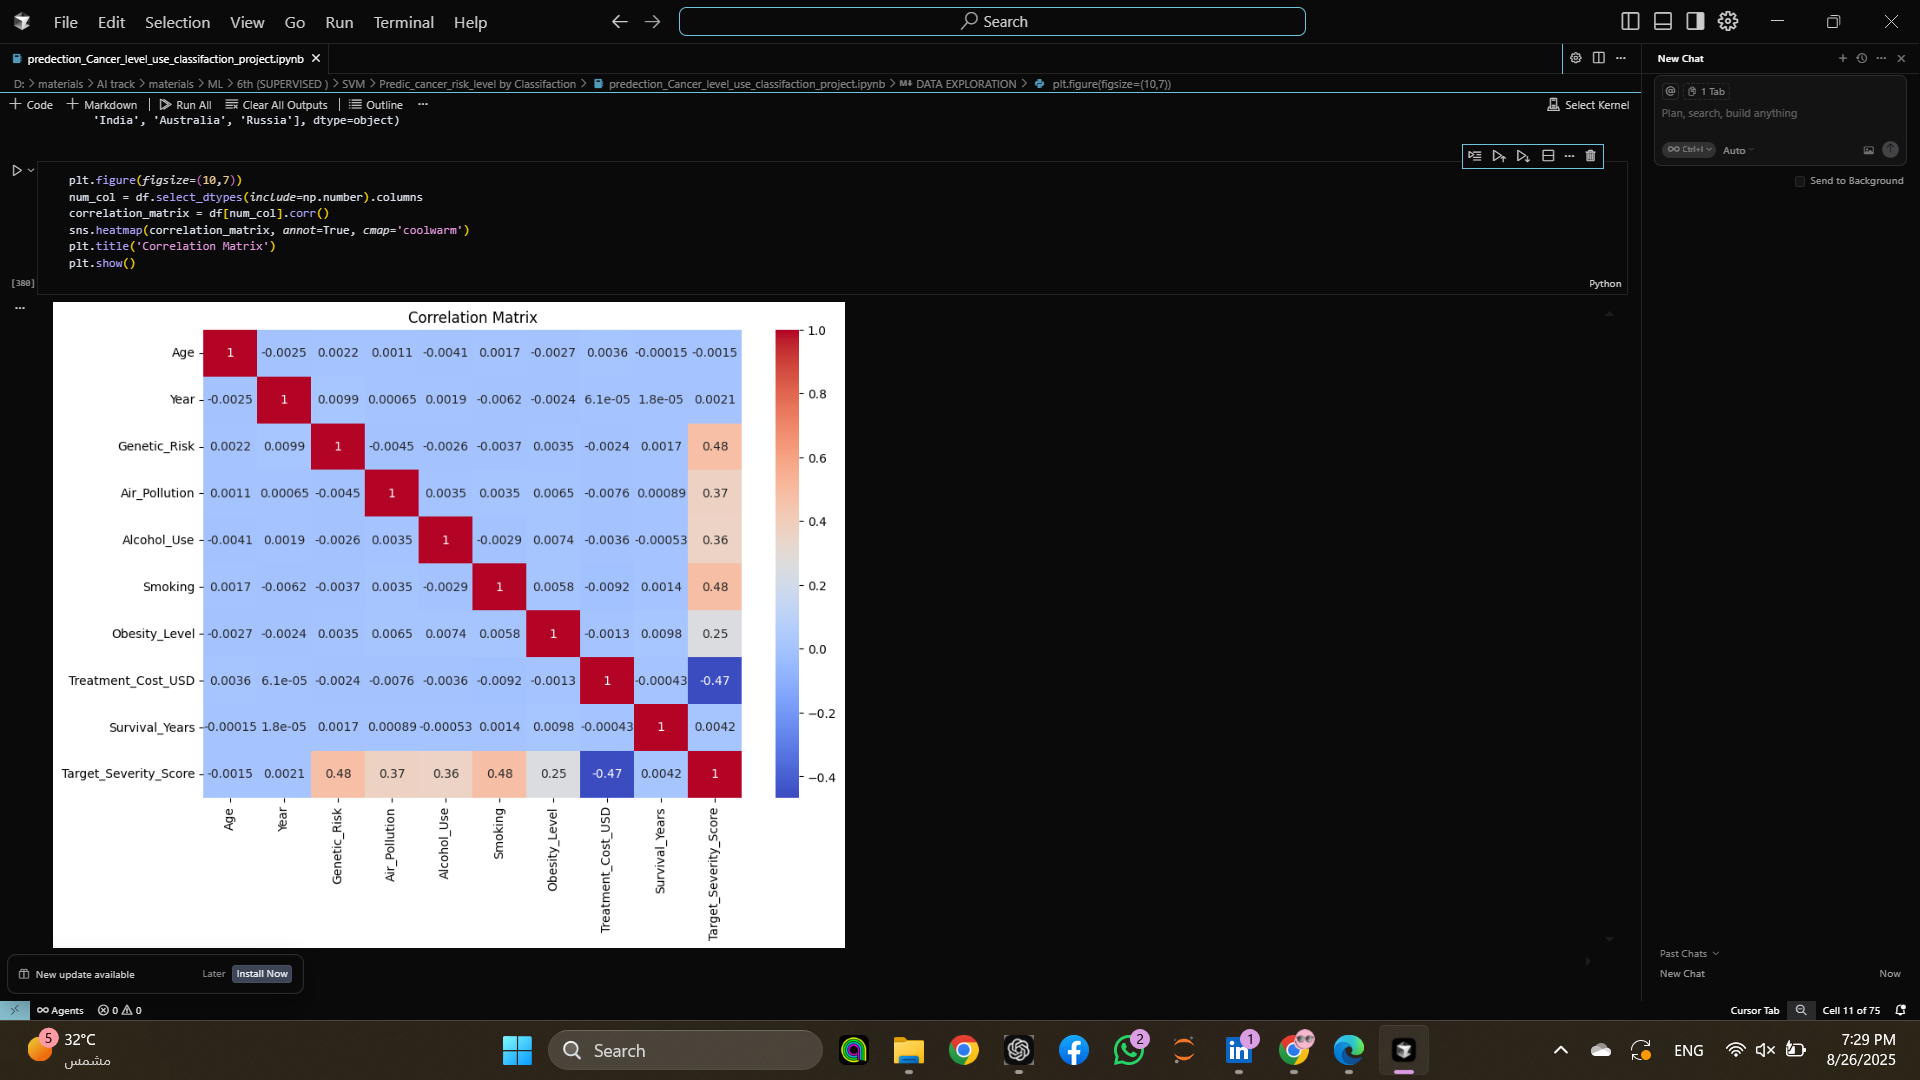 File Edit Selection View Go Run Terminal Help
Search
predection_Cancer_level_use_classifaction_project.ipynb
D: > materials > AI track > materials > ML > 6th (SUPERVISED ) > SVM > Predic_cancer_risk_level by Classifaction > predection_Cancer_level_use_classifaction_project.ipynb > M↓ DATA EXPLORATION > plt.figure(figsize=(10,7))
+ Code + Markdown Run All Clear All Outputs Outline ...
Select Kernel
'India', 'Australia', 'Russia'], dtype=object)
plt.figure(figsize=(10,7))
num_col = df.select_dtypes(include=np.number).columns
correlation_matrix = df[num_col].corr()
sns.heatmap(correlation_matrix, annot=True, cmap='coolwarm')
plt.title('Correlation Matrix')
plt.show()
[380]
Python
Correlation Matrix
Age 1 -0.0025 0.0022 0.0011 -0.0041 0.0017 -0.0027 0.0036 -0.00015 -0.0015
Year -0.0025 1 0.0099 0.00065 0.0019 -0.0062 -0.0024 6.1e-05 1.8e-05 0.0021
Genetic_Risk 0.0022 0.0099 1 -0.0045 -0.0026 -0.0037 0.0035 -0.0024 0.0017 0.48
Air_Pollution 0.0011 0.00065 -0.0045 1 0.0035 0.0035 0.0065 -0.0076 0.00089 0.37
Alcohol_Use -0.0041 0.0019 -0.0026 0.0035 1 -0.0029 0.0074 -0.0036 -0.00053 0.36
Smoking 0.0017 -0.0062 -0.0037 0.0035 -0.0029 1 0.0058 -0.0092 0.0014 0.48
Obesity_Level -0.0027 -0.0024 0.0035 0.0065 0.0074 0.0058 1 -0.0013 0.0098 0.25
Treatment_Cost_USD 0.0036 6.1e-05 -0.0024 -0.0076 -0.0036 -0.0092 -0.0013 1 -0.00043 -0.47
Survival_Years -0.00015 1.8e-05 0.0017 0.00089 -0.00053 0.0014 0.0098 -0.00043 1 0.0042
Target_Severity_Score -0.0015 0.0021 0.48 0.37 0.36 0.48 0.25 -0.47 0.0042 1
Age Year Genetic_Risk Air_Pollution Alcohol_Use Smoking Obesity_Level Treatment_Cost_USD Survival_Years Target_Severity_Score
1.0
0.8
0.6
0.4
0.2
0.0
−0.2
−0.4
New Chat
@ 1 Tab
Plan, search, build anything
∞ Ctrl+I Auto
Send to Background
Past Chats
New Chat Now
New update available Later Install Now
∞ Agents 0 0
Cursor Tab Cell 11 of 75
5
32°C
مشمس
Search
2
1
ENG
7:29 PM
8/26/2025